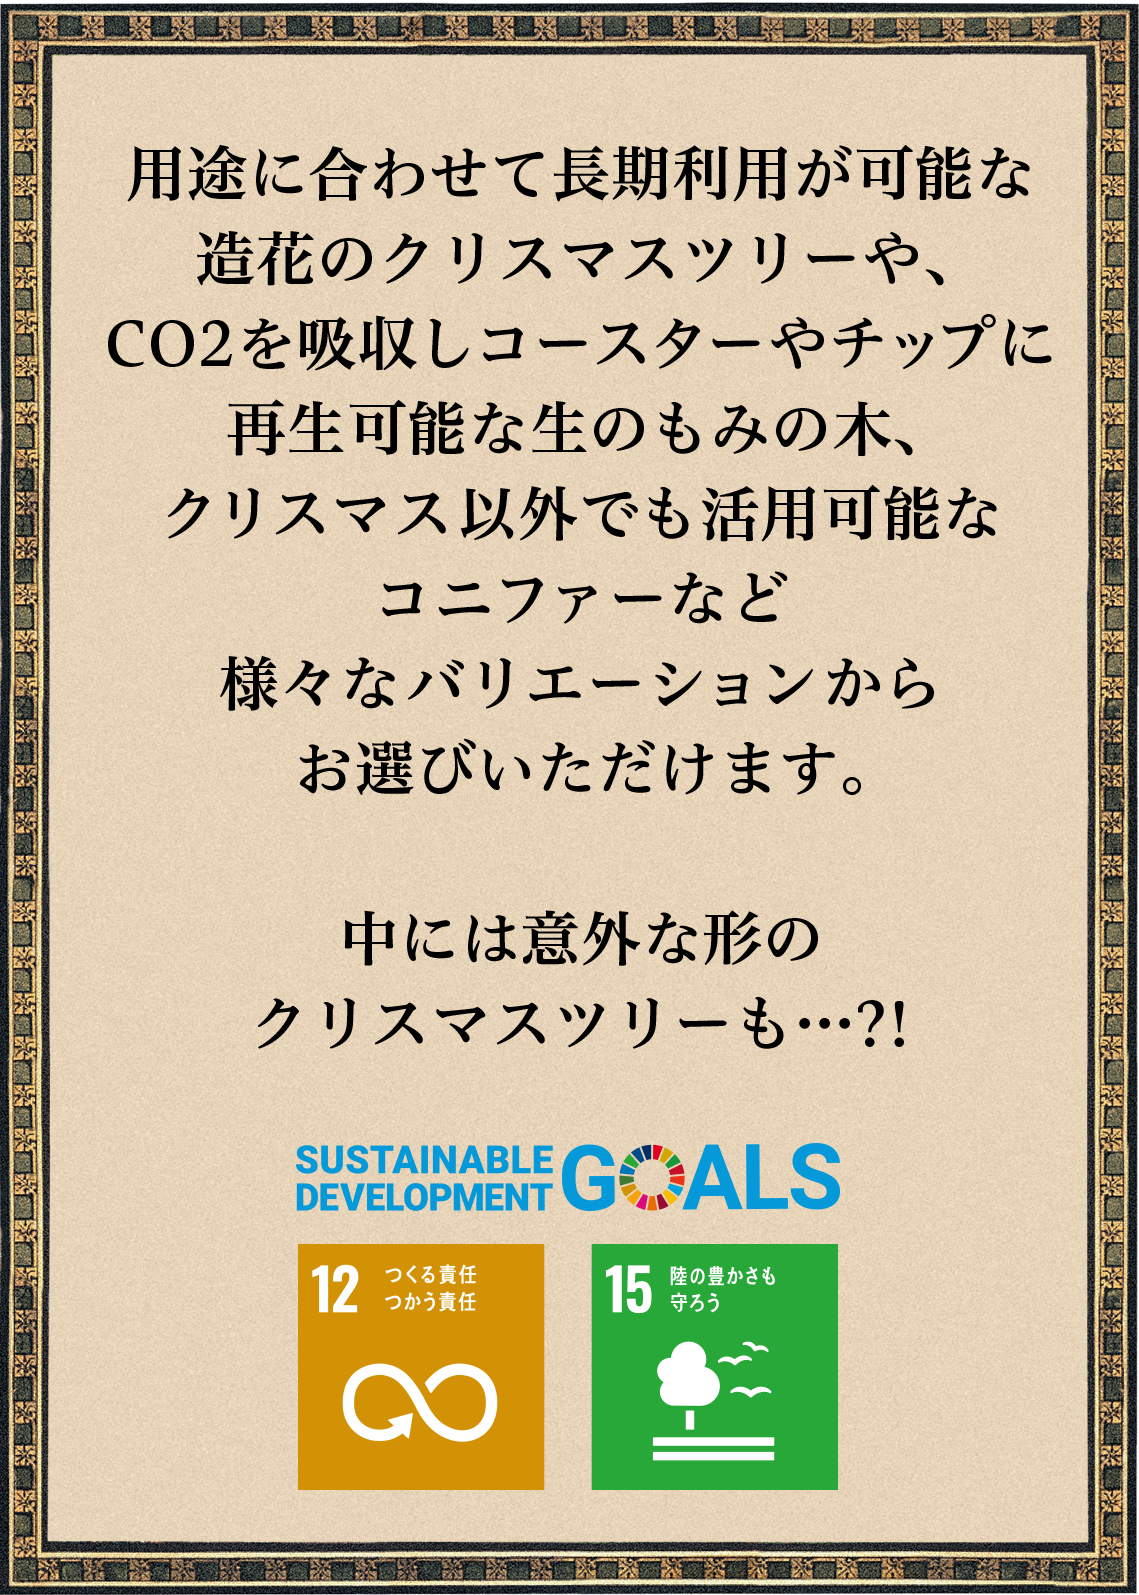 用途に合わせて長期利用が可能な
造花のクリスマスツリーや、
CO2を吸収しコースターやチップに
再生可能な生のもみの木、
クリスマス以外でも活用可能な
コニファーなど
様々なバリエーションから
お選びいただけます。
中には意外な形の
クリスマスツリーも…?!
SUSTAINABLE
DEVELOPMENT
GOALS
12
つくる責任
つかう責任
15
陸の豊かさも
守ろう